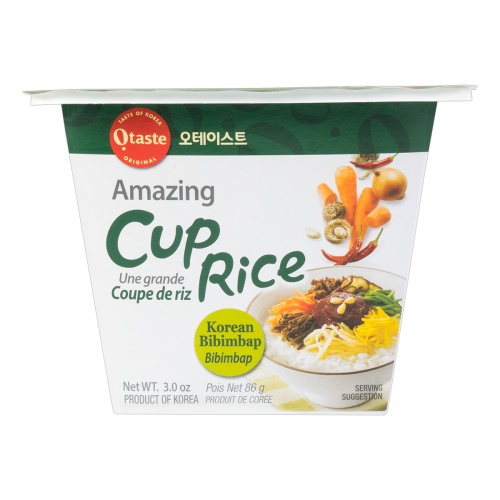 TASTE OF KOREA
Otaste
ORIGINAL
오테이스트
Amazing
Cup
Rice
Une grande
Coupe de riz
Korean
Bibimbap
Bibimbap
Net WT. 3.0 oz
Pois Net 86 g
PRODUCT OF KOREA
PRODUIT DE CORÉE
SERVING
SUGGESTION